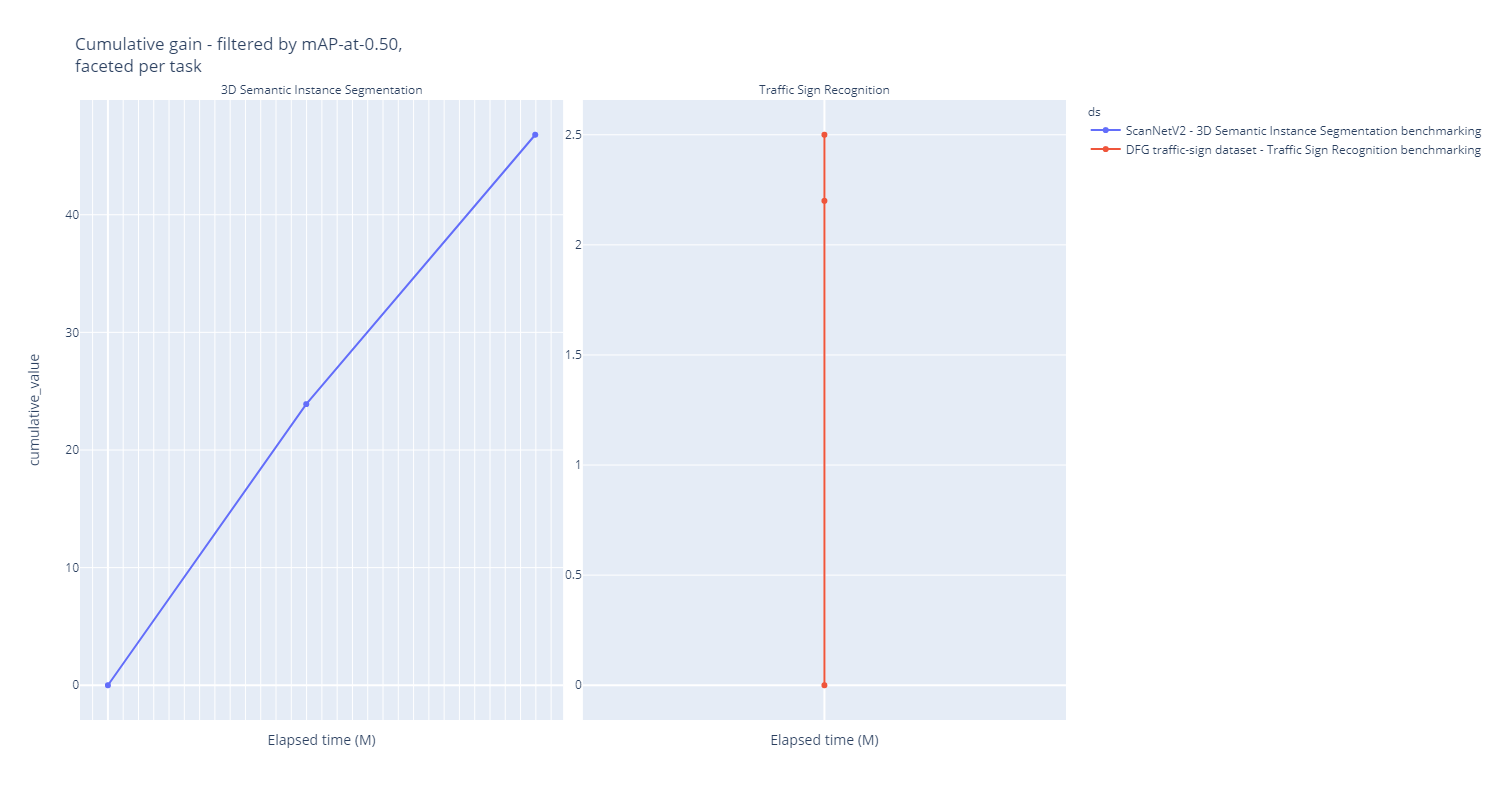 Cumulative gain - filtered by mAP-at-0.50,
faceted per task
3D Semantic Instance Segmentation
Traffic Sign Recognition
ds
ScanNetV2 - 3D Semantic Instance Segmentation benchmarking
DFG traffic-sign dataset - Traffic Sign Recognition benchmarking
cumulative_value
40
30
20
10
0
2.5
2
1.5
1
0.5
0
Elapsed time (M)
Elapsed time (M)